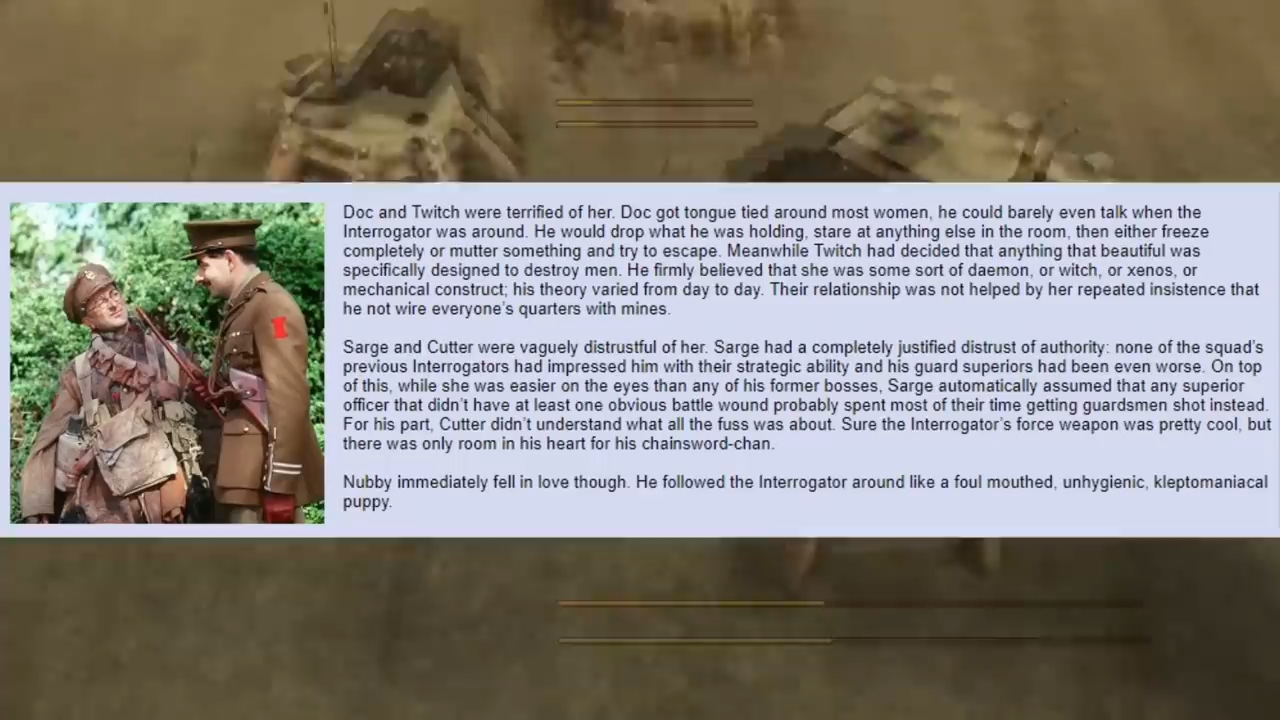 Doc and Twitch were terrified of her. Doc got tongue tied around most women, he could barely even talk when the
Interrogator was around. He would drop what he was holding, stare at anything else in the room, then either freeze
completely or mutter something and try to escape. Meanwhile Twitch had decided that anything that beautiful was
specifically designed to destroy men. He firmly believed that she was some sort of daemon, or witch, or xenos, or
mechanical construct; his theory varied from day to day. Their relationship was not helped by her repeated insistence that
he not wire everyone's quarters with mines.
Sarge and Cutter were vaguely distrustful of her. Sarge had a completely justified distrust of authority: none of the squad's
previous Interrogators had impressed him with their strategic ability and his guard superiors had been even worse. On top
of this, while she was easier on the eyes than any of his former bosses, Sarge automatically assumed that any superior
officer that didn't have at least one obvious battle wound probably spent most of their time getting guardsmen shot instead.
For his part, Cutter didn't understand what all the fuss was about. Sure the Interrogator's force weapon was pretty cool, but
there was only room in his heart for his chainsword-chan.
Nubby immediately fell in love though. He followed the Interrogator around like a foul mouthed, unhygienic, kleptomaniacal
puppy.